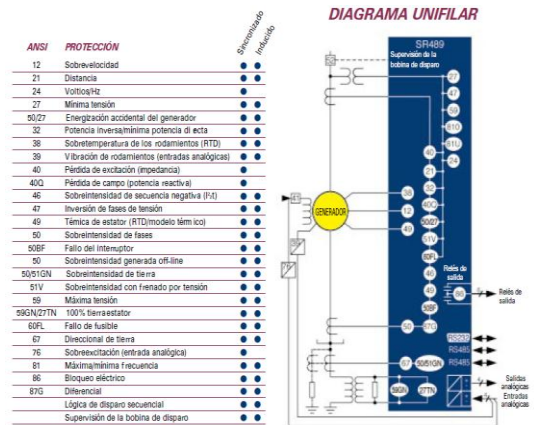 DIAGRAMA UNIFILAR
ANSI PROTECCIÓN Sincronizado Inducido
12 Sobrevelocidad
21 Distancia
24 Voltios/Hz
27 Mínima tensión
50/27 Energización accidental del generador
32 Potencia inversa/mínima potencia di ecta
38 Sobretemperatura de los rodamientos (RTD)
39 Vibración de rodamientos (entradas analógicas)
40 Pérdida de excitación (impedancia)
40Q Pérdida de campo (potencia reactiva)
46 Sobreintensidad de secuencia negativa (I²t)
47 Inversión de fases de tensión
49 Témica de estator (RTD/modelo térm ico)
50 Sobreintensidad de fases
50BF Fallo del interruptor
50 Sobreintensidad generada off-line
50/51GN Sobreintensidad de tierra
51V Sobreintensidad con frenado por tensión
59 Máxima tensión
59GN/27TN 100% tierra estator
60FL Fallo de fusible
67 Direccional de tierra
76 Sobreexcitación (entrada analógica)
81 Máxima/mínima frecuencia
86 Bloqueo eléctrico
87G Diferencial
Lógica de disparo secuencial
Supervisión de la bobina de disparo
SR489
Supervisión de la
bobina de disparo
27
47
59
81O
81U
24
40
21
32
40Q
50/27
51V
60FL
46
49
50BF
87G
38
12
49
GENERADOR
Relés de
salida
86
Relés de
salida
50
RS232
RS485
RS485
67
50/51GN
59GN
27TN
Salidas
analógicas
Entradas
analógicas